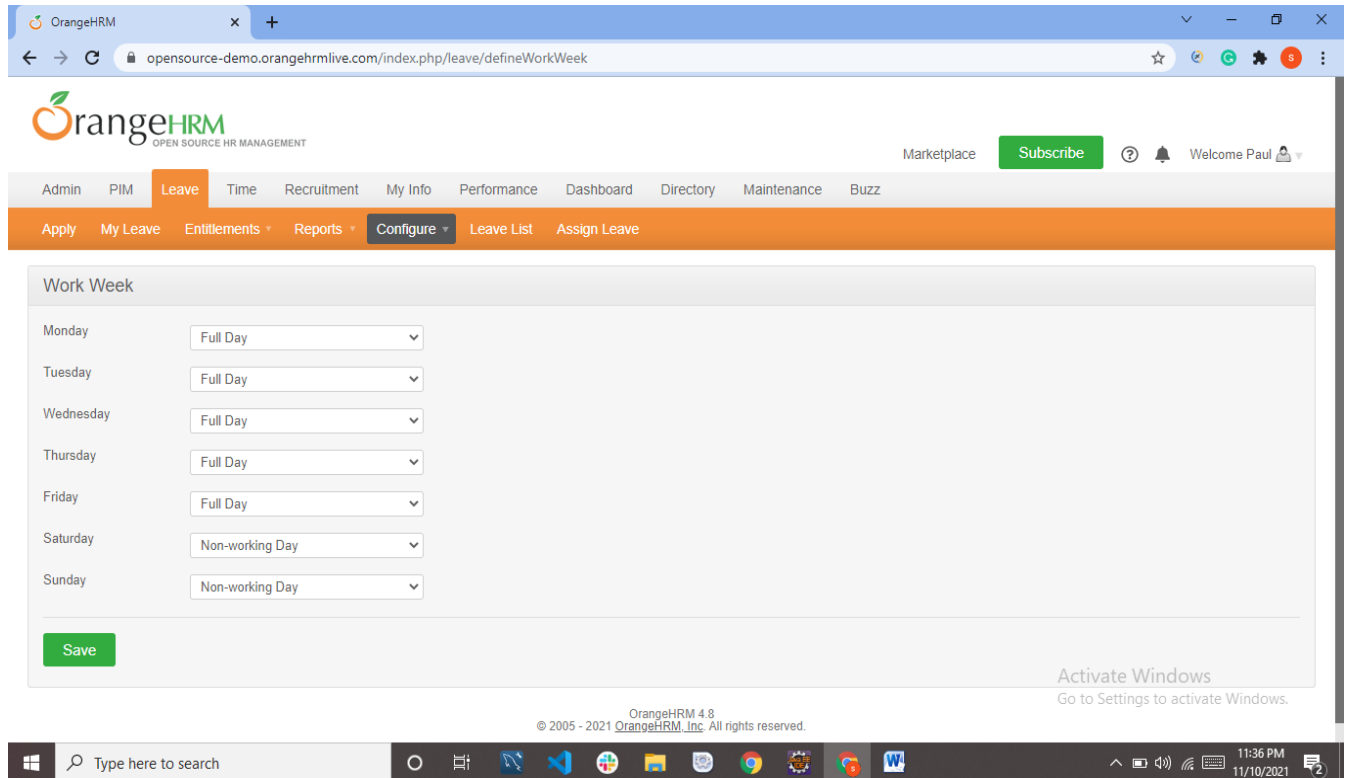 OrangeHRM
opensource-demo.orangehrmlive.com/index.php/leave/defineWorkWeek
S
OrangeHRM
OPEN SOURCE HR MANAGEMENT
Marketplace Subscribe Welcome Paul
Admin PIM Leave Time Recruitment My Info Performance Dashboard Directory Maintenance Buzz
Apply My Leave Entitlements Reports Configure Leave List Assign Leave
Work Week
Monday Full Day
Tuesday Full Day
Wednesday Full Day
Thursday Full Day
Friday Full Day
Saturday Non-working Day
Sunday Non-working Day
Save
Activate Windows
Go to Settings to activate Windows.
OrangeHRM 4.8
© 2005 - 2021 OrangeHRM, Inc. All rights reserved.
Type here to search
11:36 PM
11/10/2021
2